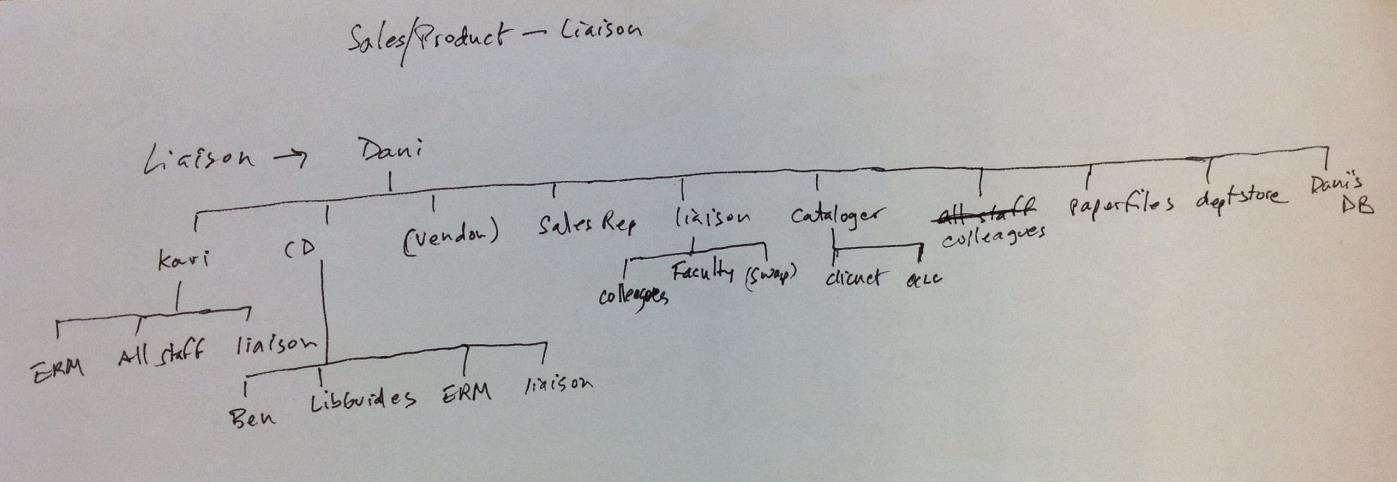 Sales/Product — Liaison
Liaison → Dani
Kari CD (Vendor) Sales Rep liaison Cataloger all staff paperfiles deptstore Dani's DB
colleagues
colleagues Faculty (swap) clicnet OCLC
ERM All staff liaison
Ben LibGuides ERM liaison